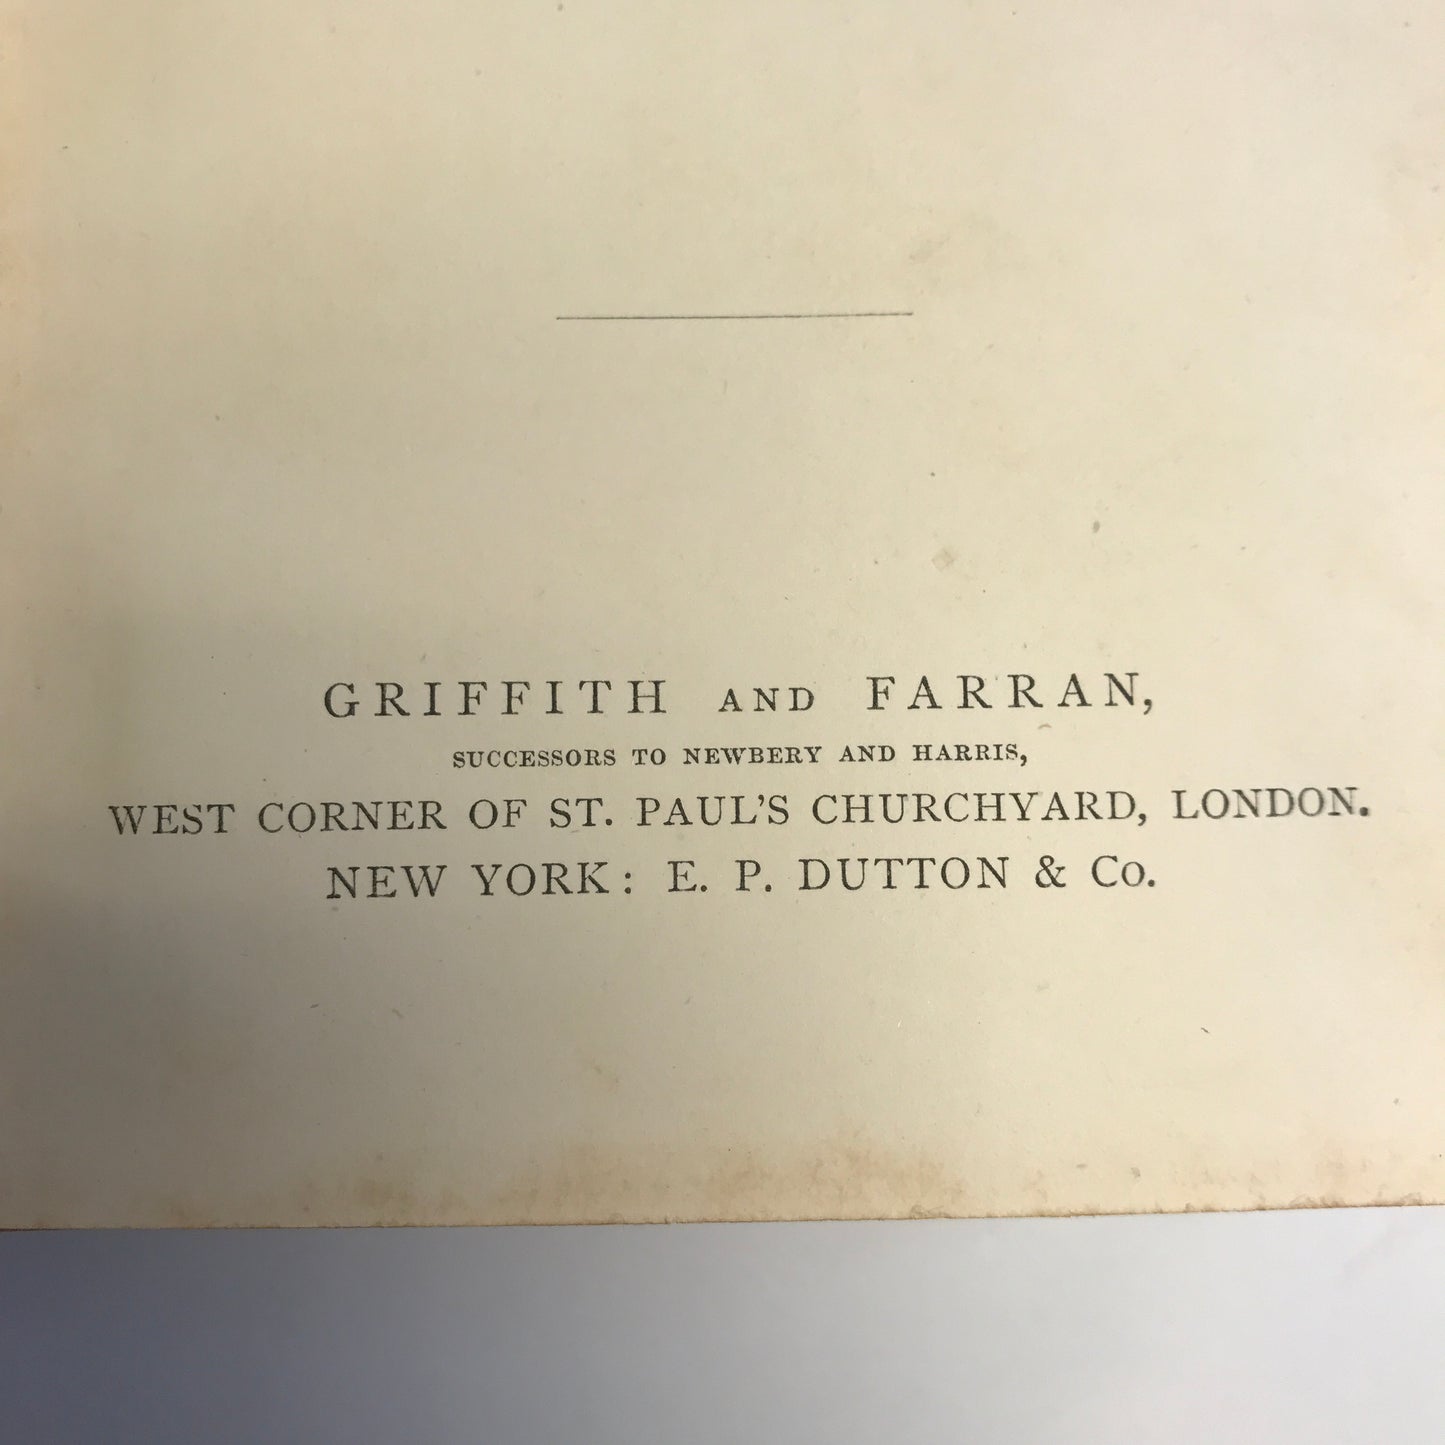 GRIFFITH AND FARRAN,
SUCCESSORS TO NEWBERY AND HARRIS,
WEST CORNER OF ST. PAUL'S CHURCHYARD, LONDON.
NEW YORK: E. P. DUTTON & Co.